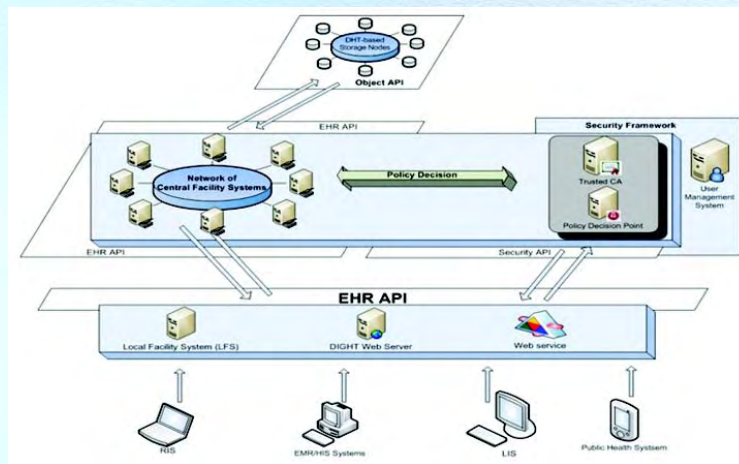 DHT-based
Storage Nodes
Object API
EHR API
Security Framework
Network of
Central Facility Systems
Policy Decision
Trusted CA
Policy Decision Point
User
Management
System
EHR API
Security API
EHR API
Local Facility System (LFS)
DIGHT Web Server
Web service
RIS
EMR/HIS Systems
LIS
Public Health Systsem